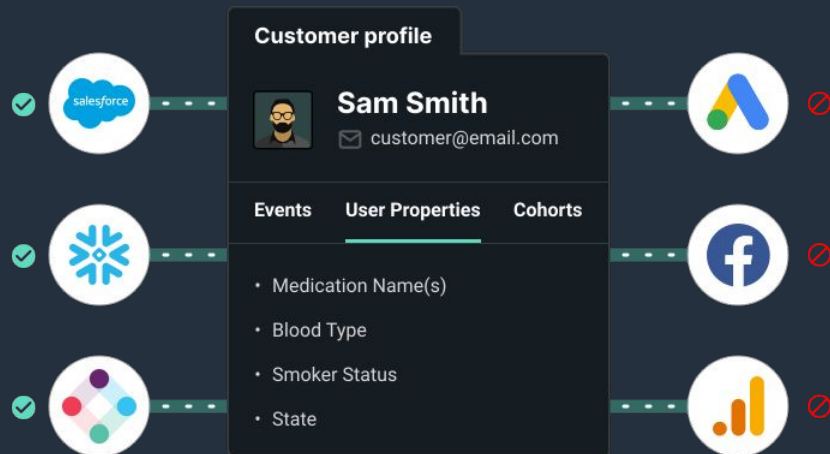 Customer profile
salesforce
Sam Smith
customer@email.com
Events User Properties Cohorts
• Medication Name(s)
• Blood Type
• Smoker Status
• State